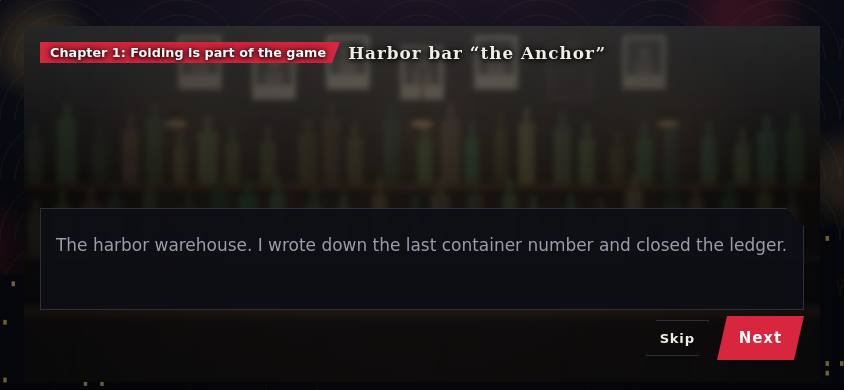 Chapter 1: Folding is part of the game
Harbor bar “the Anchor”
The harbor warehouse. I wrote down the last container number and closed the ledger.
Skip
Next